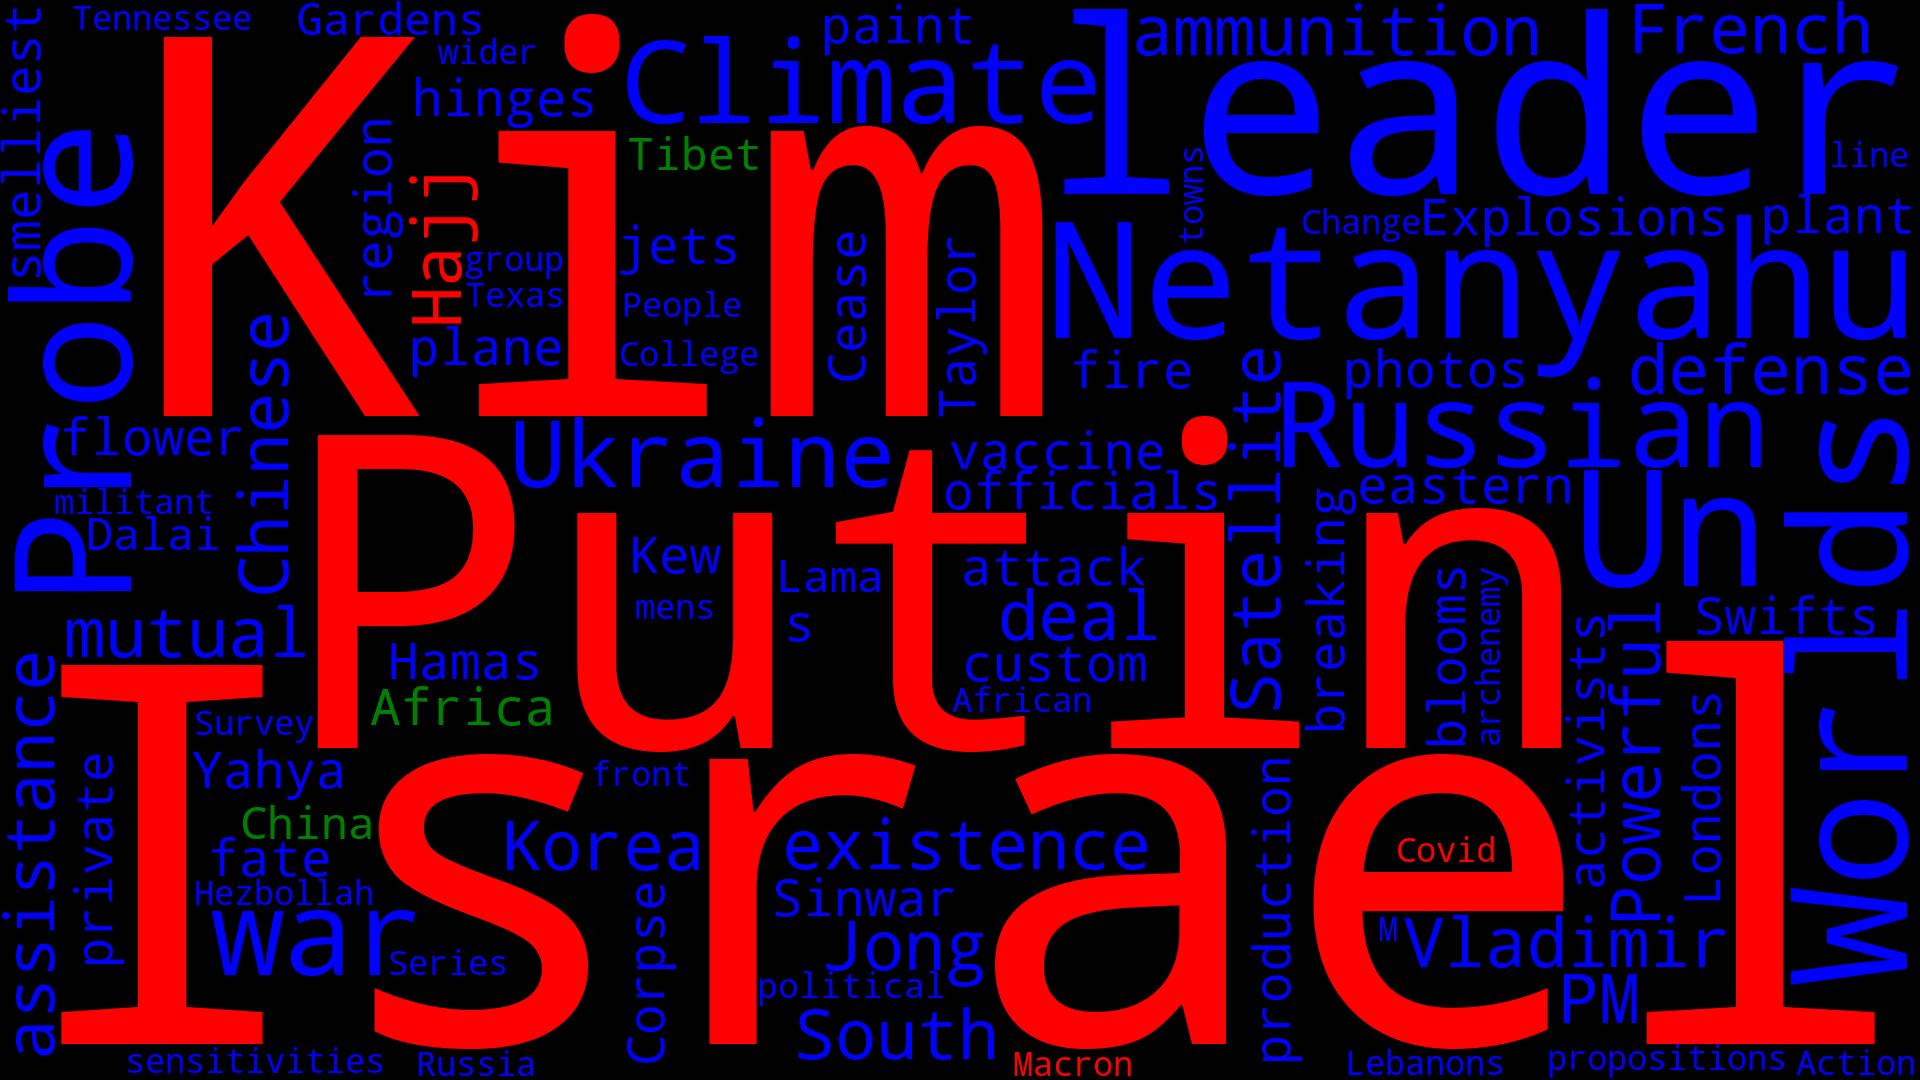 Tennessee
Gardens
wider
paint
ammunition
French
smelliest
Kim
hinges
Climate
leader
line
Probe
region
Hajj
Tibet
towns
group
Texas
jets
People
Cease
Taylor
Netanyahu
Change
Explosions
plant
plane
College
fire
photos
defense
Chinese
flower
militant
Dalai
Ukraine
vaccine
officials
Satellite
Russian
eastern
Putin
Un
Worlds
Kew
mens
Lama
s
attack
deal
custom
African
breaking
blooms
archenemy
Swifts
mutual
Hamas
Africa
activists
Powerful
Londons
assistance
Israel
Survey
Yahya
private
China
fate
Hezbollah
war
Series
front
Korea
existence
Sinwar
Jong
political
Corpse
South
production
Covid
M
Vladimir
PM
sensitivities
Russia
Macron
Lebanons
propositions
Action